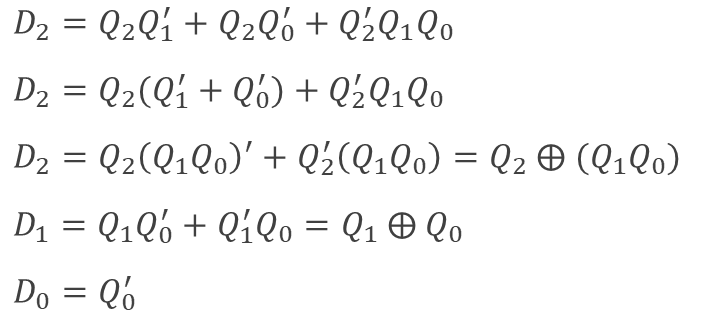 D₂ = Q₂Q₁′ + Q₂Q₀′ + Q₂′Q₁Q₀
D₂ = Q₂(Q₁′ + Q₀′) + Q₂′Q₁Q₀
D₂ = Q₂(Q₁Q₀)′ + Q₂′(Q₁Q₀) = Q₂ ⊕ (Q₁Q₀)
D₁ = Q₁Q₀′ + Q₁′Q₀ = Q₁ ⊕ Q₀
D₀ = Q₀′